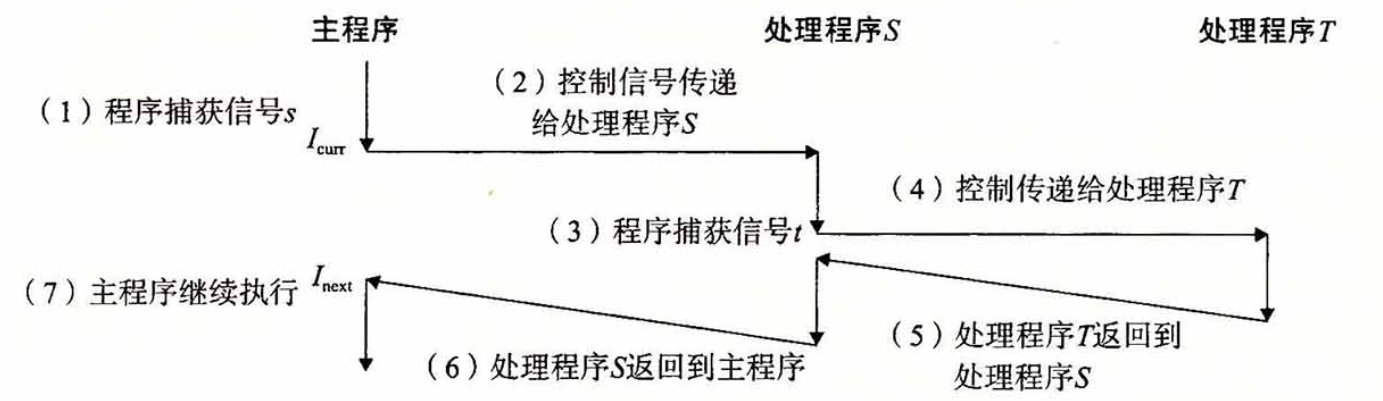 主程序
处理程序S
处理程序T
(1)程序捕获信号s
I_curr
(2)控制信号传递
给处理程序S
(3)程序捕获信号t
(4)控制传递给处理程序T
(5)处理程序T返回到
处理程序S
(6)处理程序S返回到主程序
(7)主程序继续执行
I_next